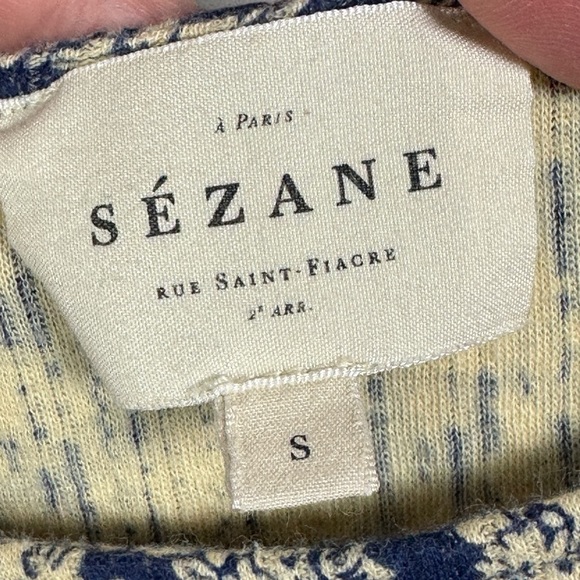 À PARIS -
SÉZANE
RUE SAINT-FIACRE
2E ARR.
S